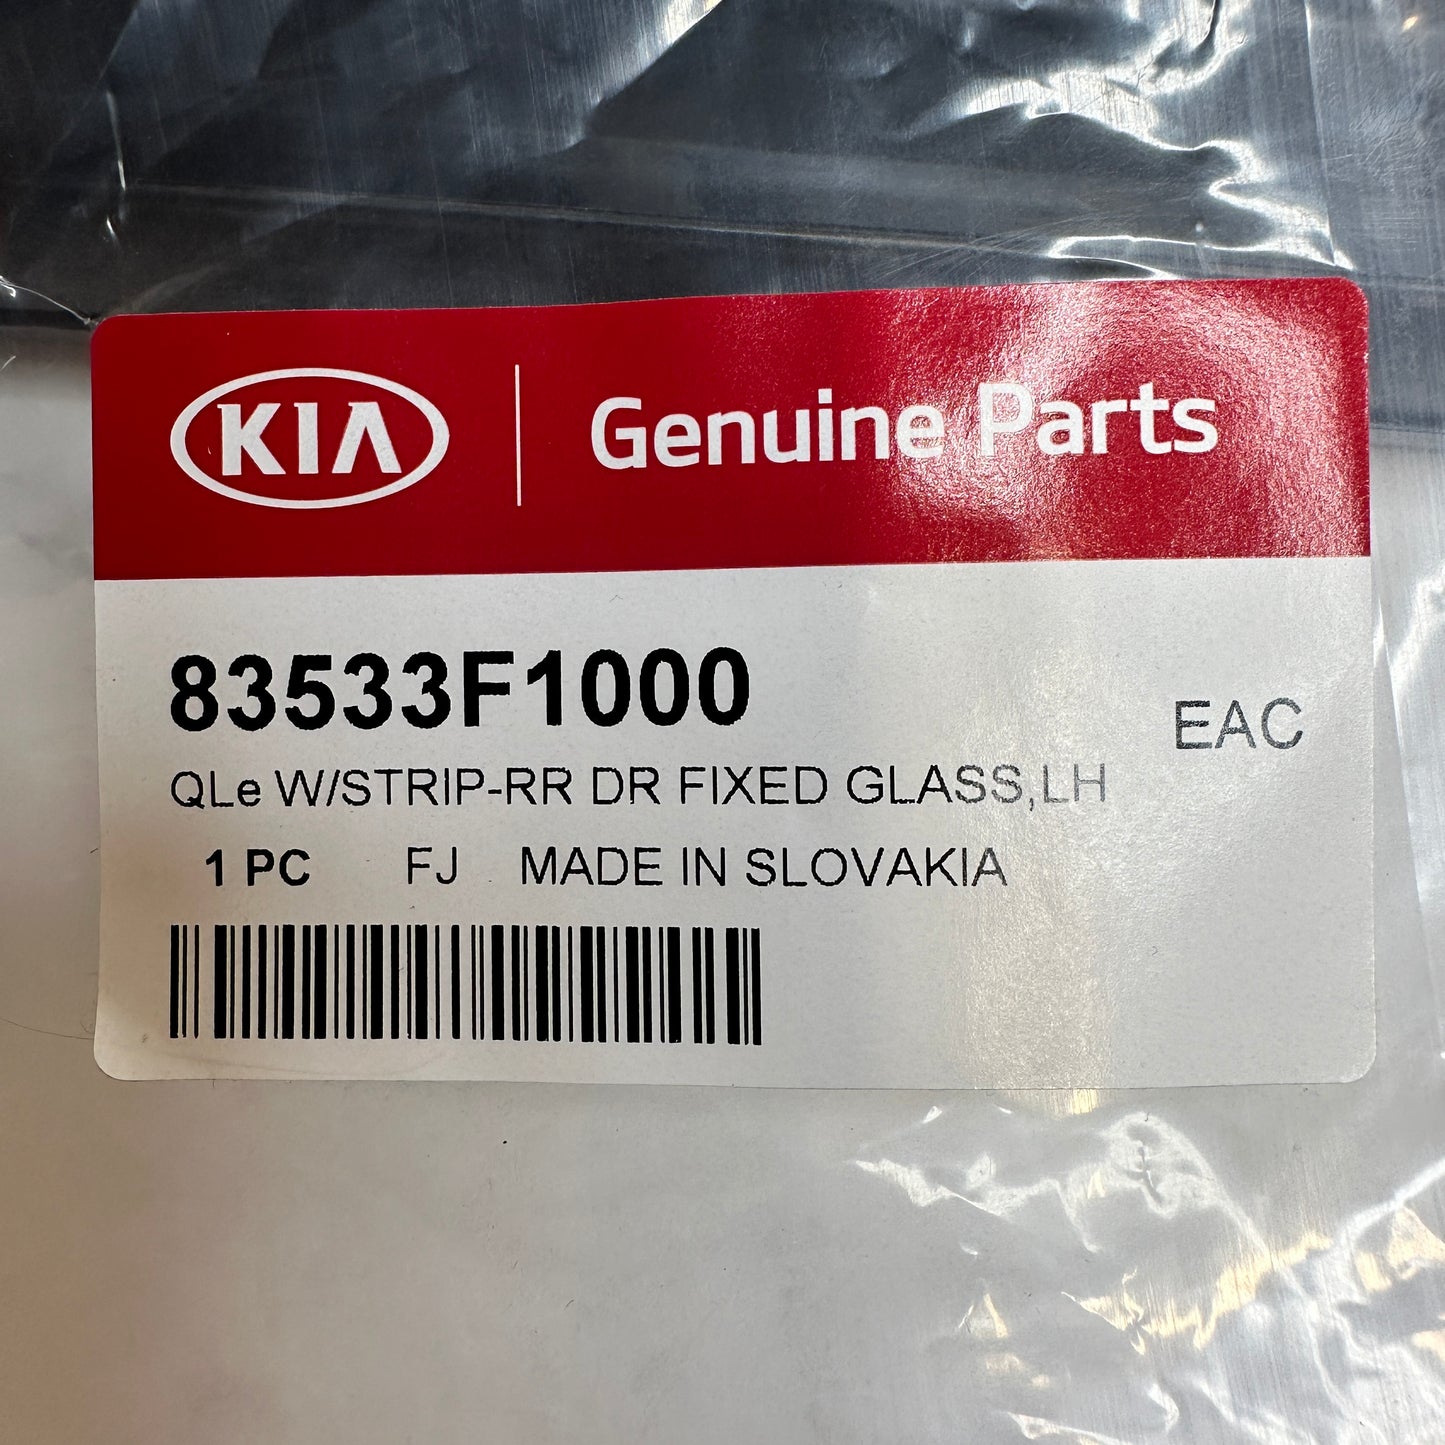 KIA Genuine Parts
83533F1000
EAC
QLe W/STRIP-RR DR FIXED GLASS,LH
1 PC FJ MADE IN SLOVAKIA